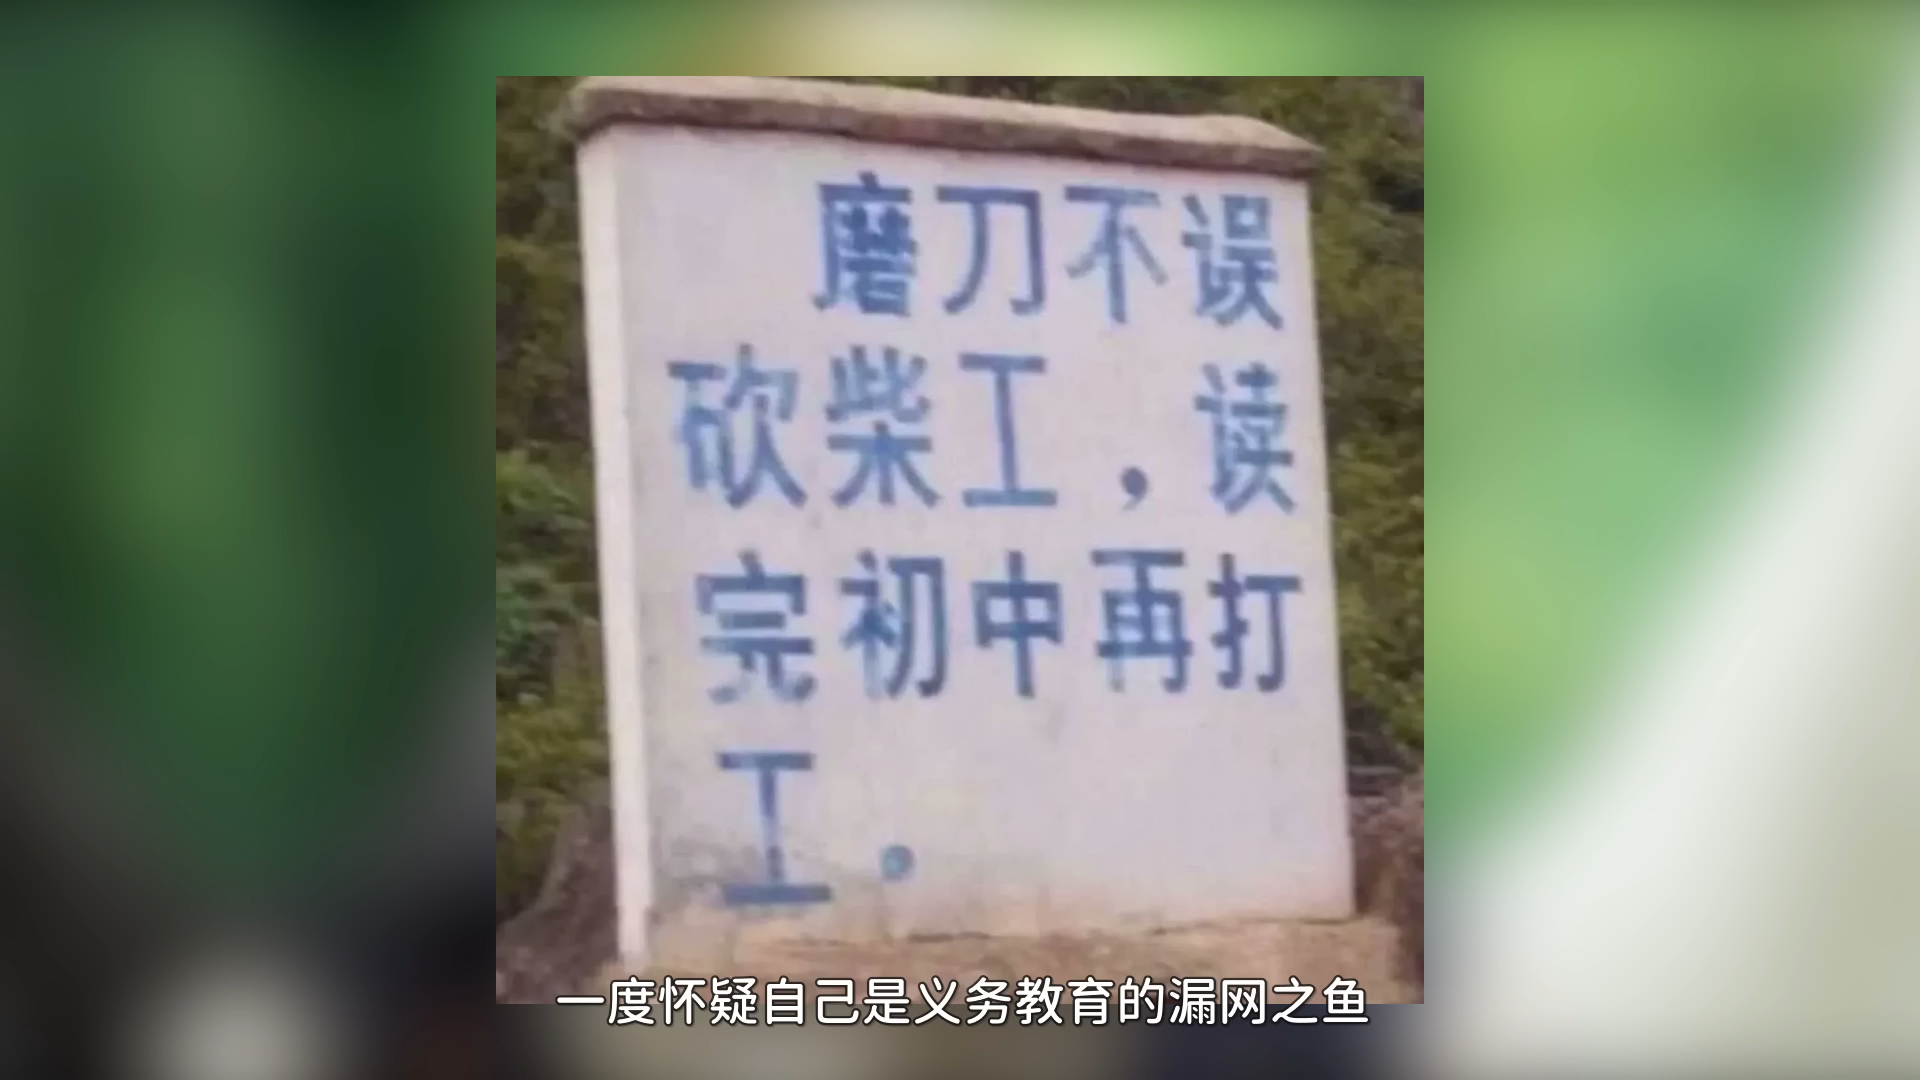 磨刀不误
砍柴工，读
完初中再打
工。
一度怀疑自己是义务教育的漏网之鱼